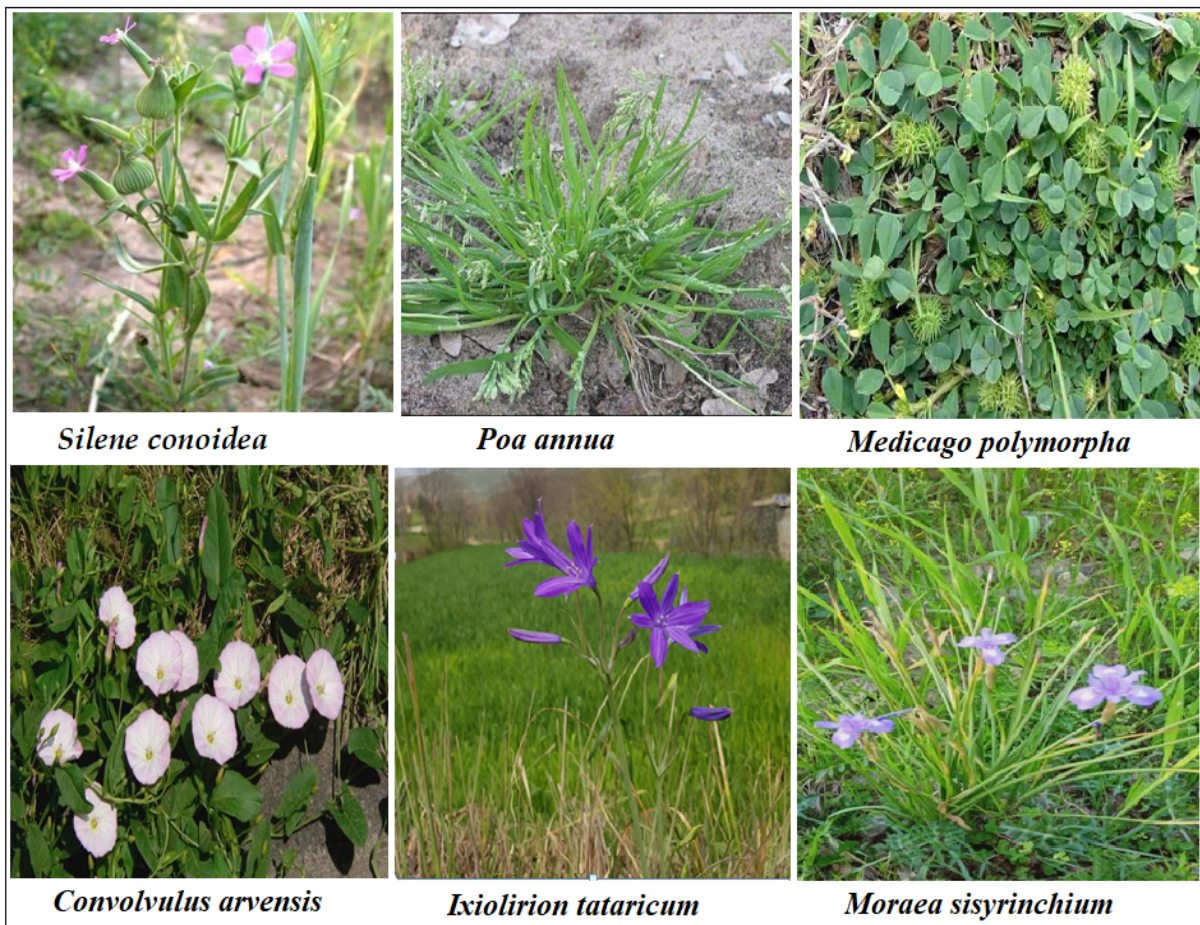 Silene conoidea
Poa annua
Medicago polymorpha
Convolvulus arvensis
Ixiolirion tataricum
Moraea sisyrinchium